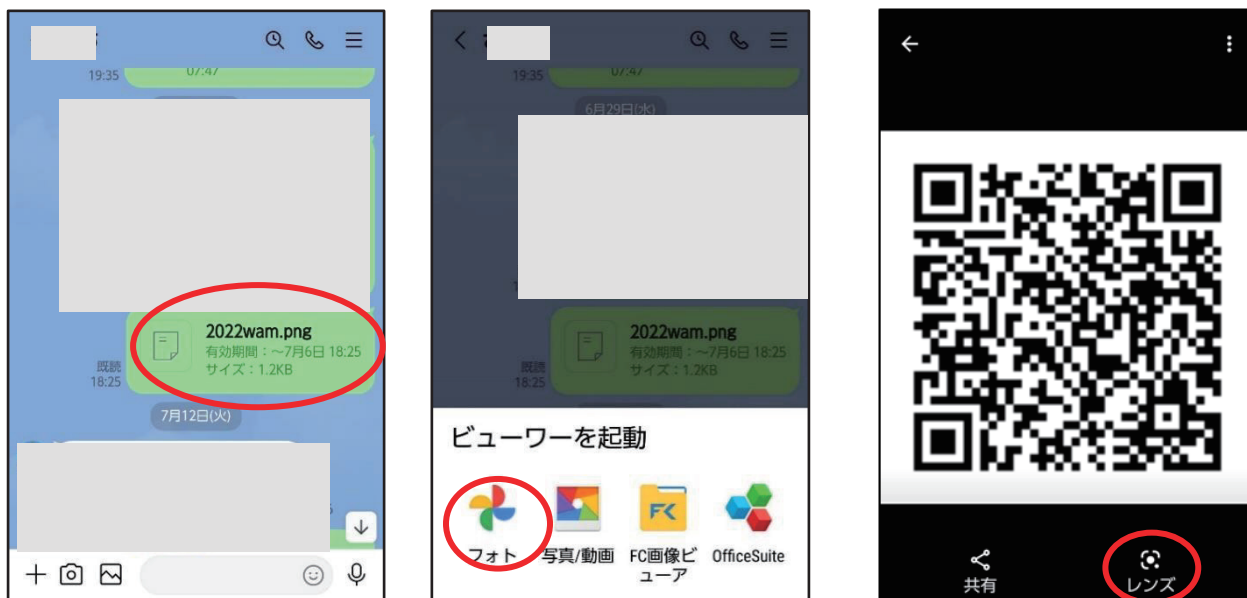 19:35
07:47
2022wam.png
有効期間：～7月6日 18:25
サイズ：1.2KB
既読
18:25
7月12日(火)
19:35
07:47
6月29日(水)
2022wam.png
有効期間：～7月6日 18:25
サイズ：1.2KB
既読
18:25
ビューワーを起動
フォト
写真/動画
FC画像ビ
ューア
OfficeSuite
共有
レンズ